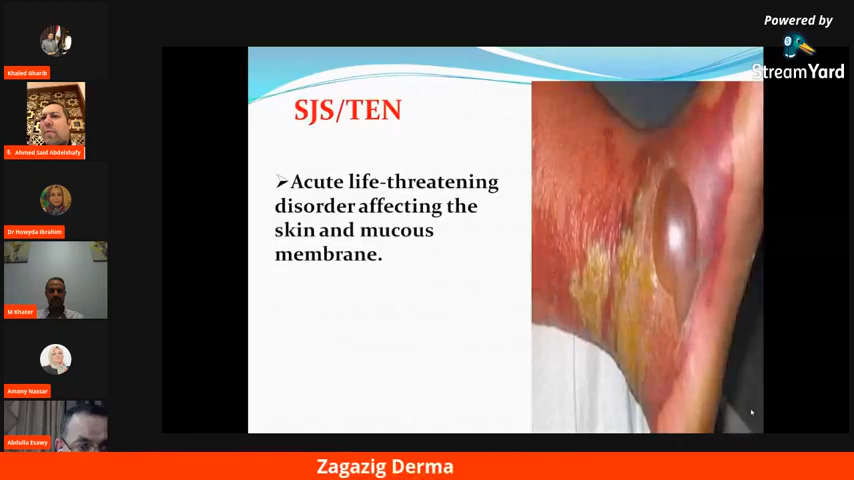 Powered by
StreamYard
Khaled Gharib
Ahmed Said Abdelshafy
Dr Howyda Ibrahim
M Khater
Amany Nassar
Abdulla Esawy
SJS/TEN
➢Acute life-threatening
disorder affecting the
skin and mucous
membrane.
Zagazig Derma